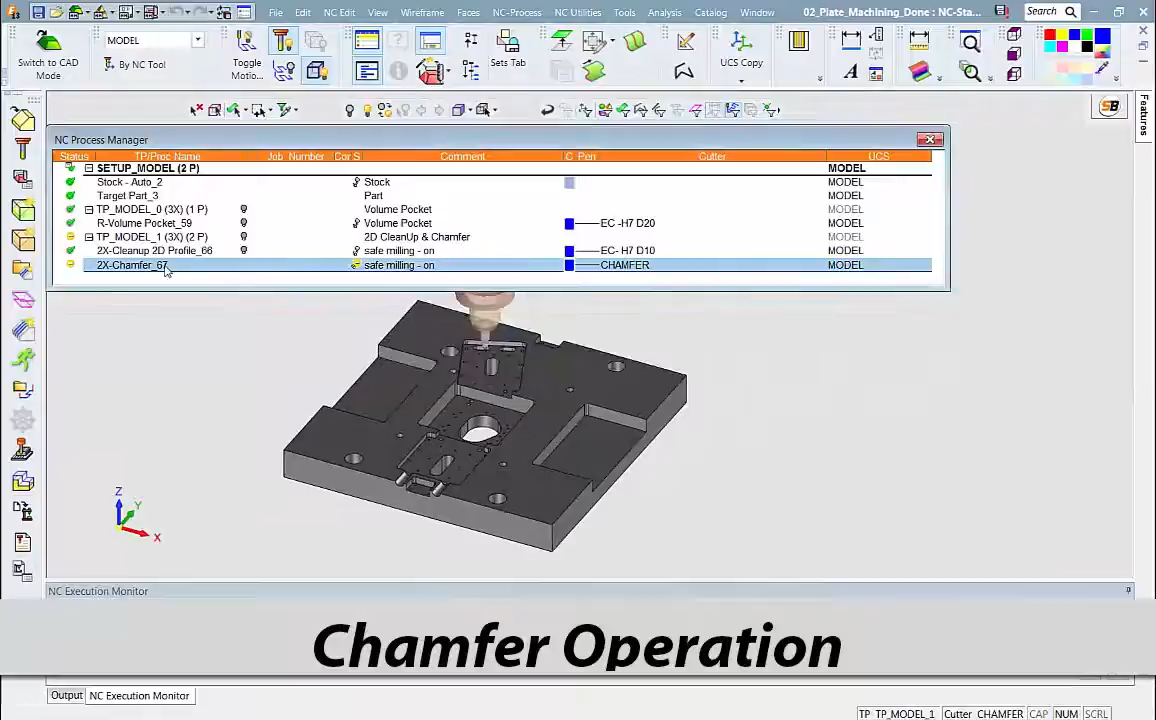 File Edit View Wireframe Faces NC-Process NC Utilities Tools Analysis Catalog Window 02_Plate_Machining_Done : NC-Sta... Search
Switch to CAD Mode
MODEL
By NC Tool
Toggle Motion...
Sets Tab
UCS Copy
NC Process Manager
Status TP/Proc Name Job Number Cor S Comment C Pen Cutter UCS
SETUP_MODEL (2 P) MODEL
Stock - Auto_2 Stock MODEL
Target Part_3 Part MODEL
TP_MODEL_0 (3X) (1 P) Volume Pocket MODEL
R-Volume Pocket_59 Volume Pocket EC -H7 D20 MODEL
TP_MODEL_1 (3X) (2 P) 2D CleanUp & Chamfer MODEL
2X-Cleanup 2D Profile_66 safe milling - on EC- H7 D10 MODEL
2X-Chamfer_67 safe milling - on CHAMFER MODEL
Features
Z
Y
X
NC Execution Monitor
Chamfer Operation
Output NC Execution Monitor
TP TP_MODEL_1 Cutter CHAMFER CAP NUM SCRL